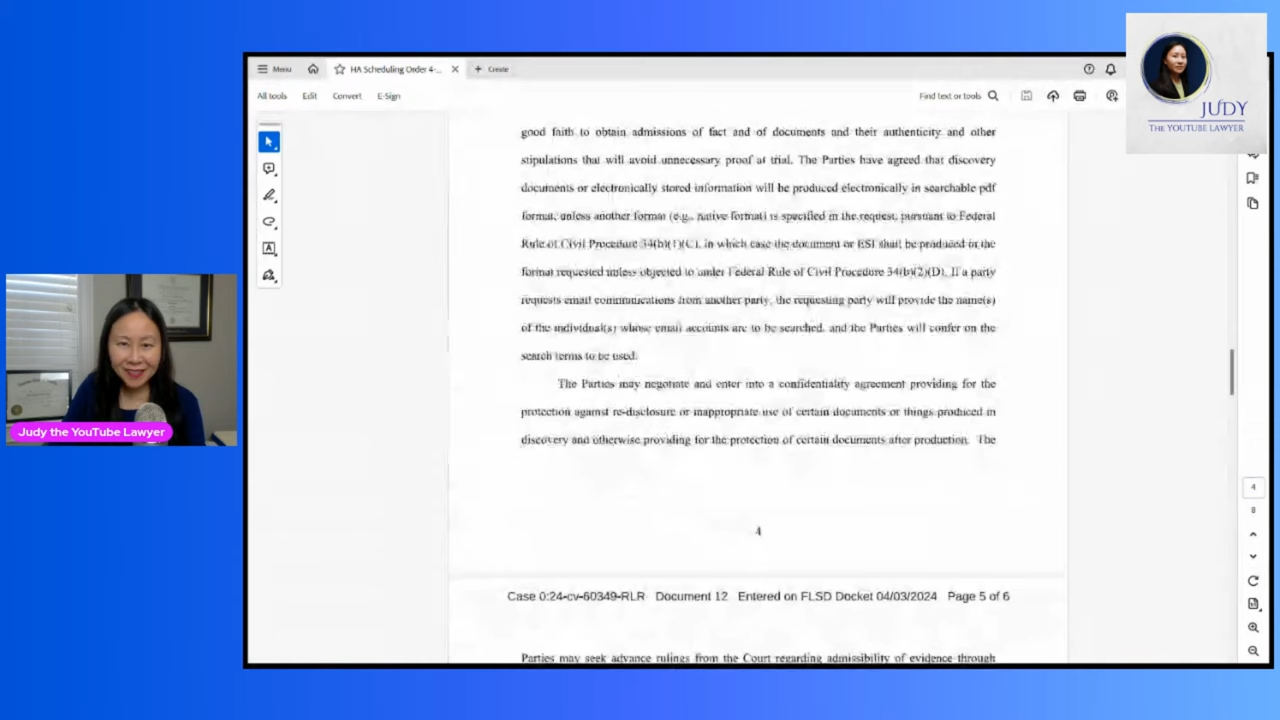 Menu
HA Scheduling Order 4-...
Create
All tools
Edit
Convert
E-Sign
Find text or tools
JUDY
THE YOUTUBE LAWYER
good faith to obtain admissions of fact and of documents and their authenticity and other
stipulations that will avoid unnecessary proof at trial. The Parties have agreed that discovery
documents or electronically stored information will be produced electronically in searchable pdf
format, unless another format (e.g., native format) is specified in the request, pursuant to Federal
Rule of Civil Procedure 34(b)(1)(C), in which case the document or ESI shall be produced in the
format requested unless objected to under Federal Rule of Civil Procedure 34(b)(2)(D). If a party
requests email communications from another party, the requesting party will provide the name(s)
of the individual(s) whose email accounts are to be searched, and the Parties will confer on the
search terms to be used.
The Parties may negotiate and enter into a confidentiality agreement providing for the
protection against re-disclosure or inappropriate use of certain documents or things produced in
discovery and otherwise providing for the protection of certain documents after production. The
4
Case 0:24-cv-60349-RLR Document 12 Entered on FLSD Docket 04/03/2024 Page 5 of 6
Parties may seek advance rulings from the Court regarding admissibility of evidence through
4
8
Judy the YouTube Lawyer